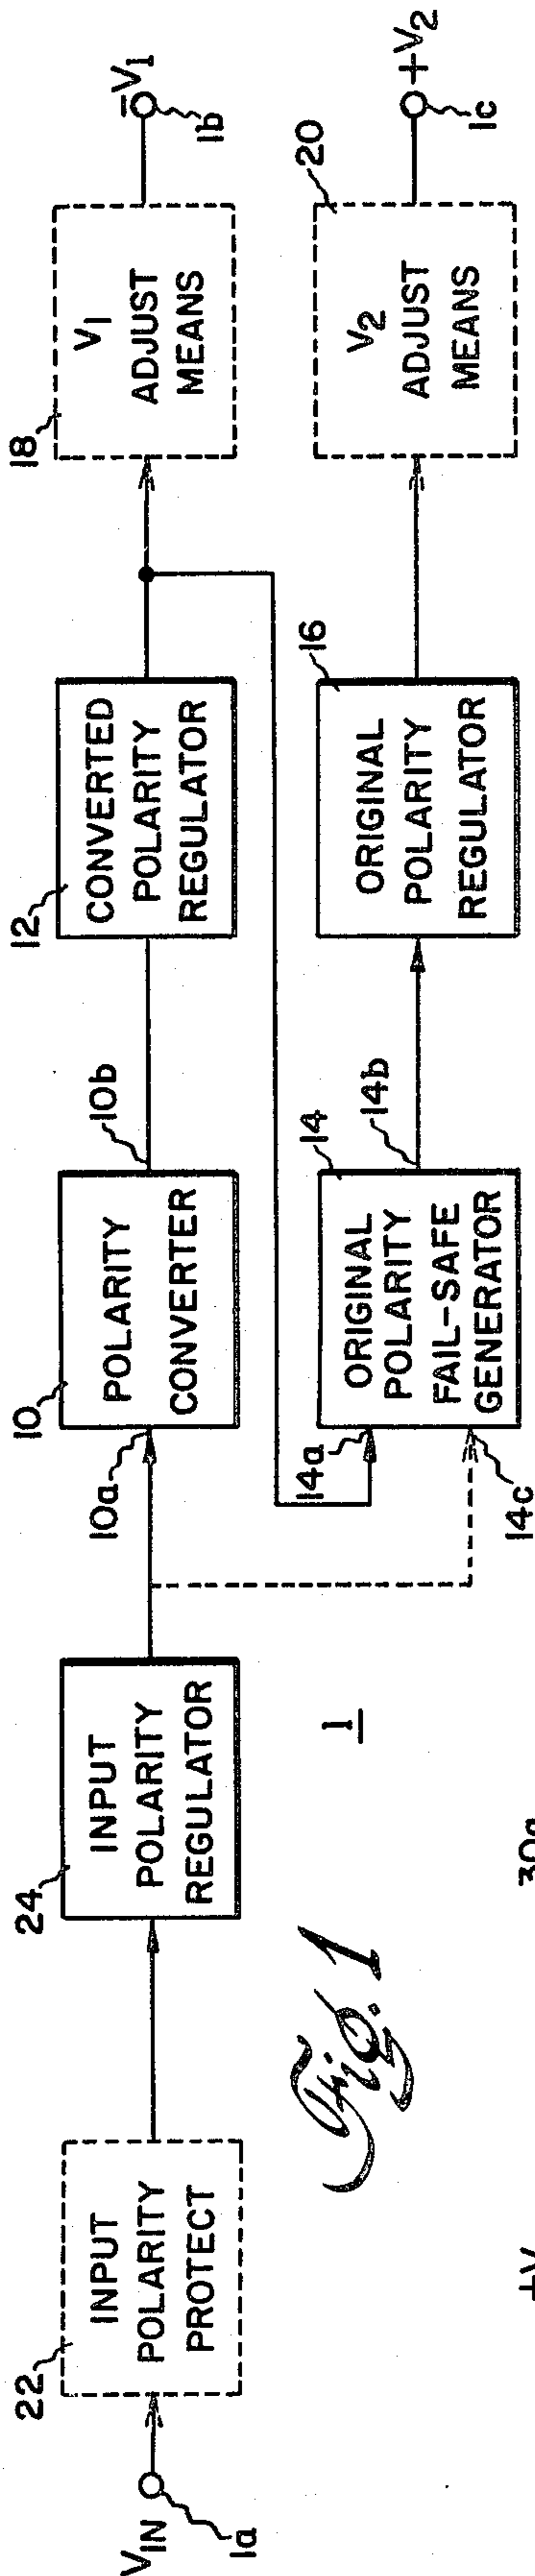 VIN
1a
22
INPUT
POLARITY
PROTECT
24
INPUT
POLARITY
REGULATOR
10a
10
POLARITY
CONVERTER
10b
12
CONVERTED
POLARITY
REGULATOR
18
V1
ADJUST
MEANS
-V1
1b
14a
14c
14
ORIGINAL
POLARITY
FAIL-SAFE
GENERATOR
14b
16
ORIGINAL
POLARITY
REGULATOR
20
V2
ADJUST
MEANS
+V2
1c
1
Fig. 1